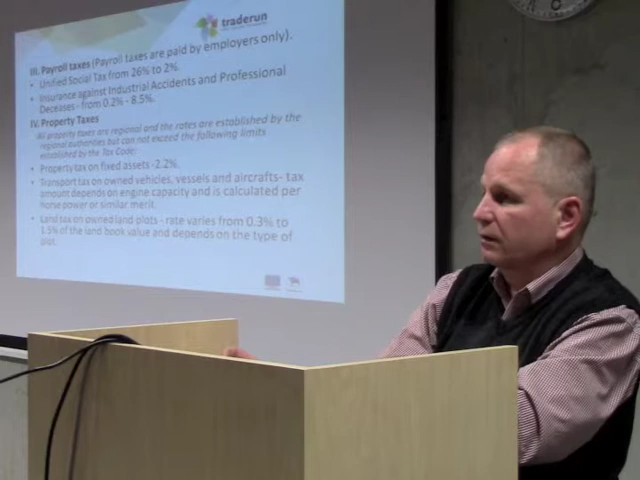 traderun
III. Payroll taxes (Payroll taxes are paid by employers only).
• Unified Social Tax from 26% to 2%.
• Insurance against Industrial Accidents and Professional
Deceases - from 0.2% - 8.5%.
IV. Property Taxes
All property taxes are regional and the rates are established by the
regional authorities but can not exceed the following limits
established by the Tax Code:
• Property tax on fixed assets -2.2%.
• Transport tax on owned vehicles, vessels and aircrafts- tax
amount depends on engine capacity and is calculated per
horse power or similar merit.
• Land tax on owned land plots - rate varies from 0.3% to
1.5% of the land book value and depends on the type of
plot.